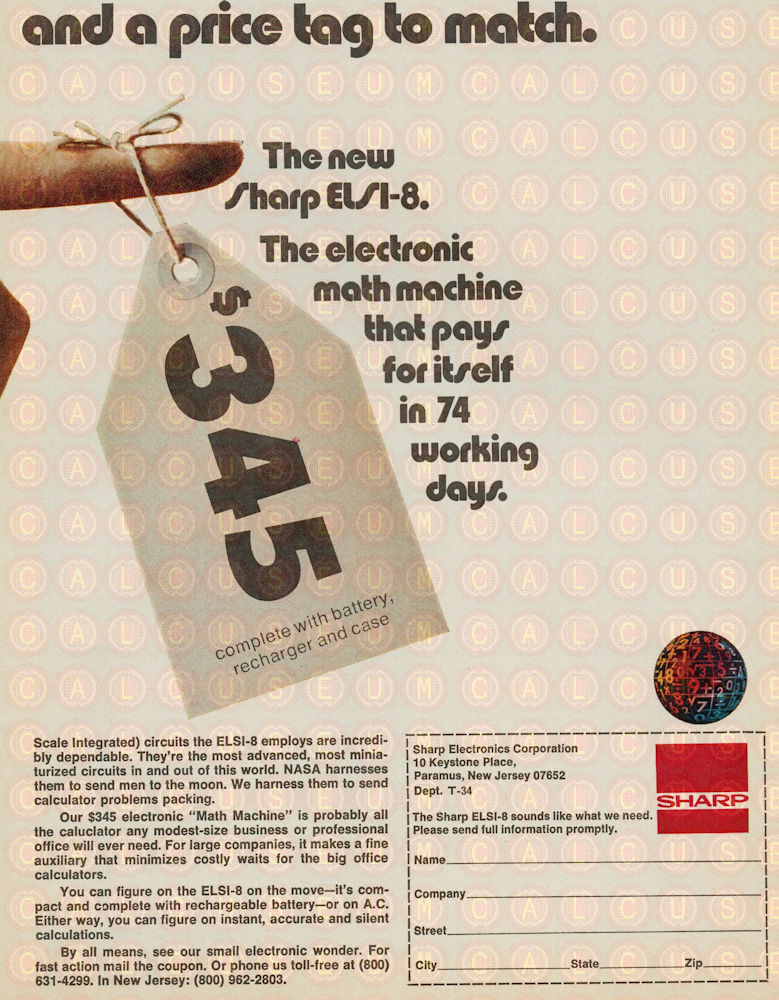 and a price tag to match.
The new
Sharp ELSI-8.
The electronic
math machine
that pays
for itself
in 74
working
days.
$345
complete with battery,
recharger and case
Scale Integrated) circuits the ELSI-8 employs are incredi-
bly dependable. They're the most advanced, most minia-
turized circuits in and out of this world. NASA harnesses
them to send men to the moon. We harness them to send
calculator problems packing.
Our $345 electronic "Math Machine" is probably all
the caluclator any modest-size business or professional
office will ever need. For large companies, it makes a fine
auxiliary that minimizes costly waits for the big office
calculators.
You can figure on the ELSI-8 on the move—it's com-
pact and complete with rechargeable battery—or on A.C.
Either way, you can figure on instant, accurate and silent
calculations.
By all means, see our small electronic wonder. For
fast action mail the coupon. Or phone us toll-free at (800)
631-4299. In New Jersey: (800) 962-2803.
Sharp Electronics Corporation
10 Keystone Place,
Paramus, New Jersey 07652
Dept. T-34
SHARP
The Sharp ELSI-8 sounds like what we need.
Please send full information promptly.
Name
Company
Street
City State Zip
CALCUSEUM